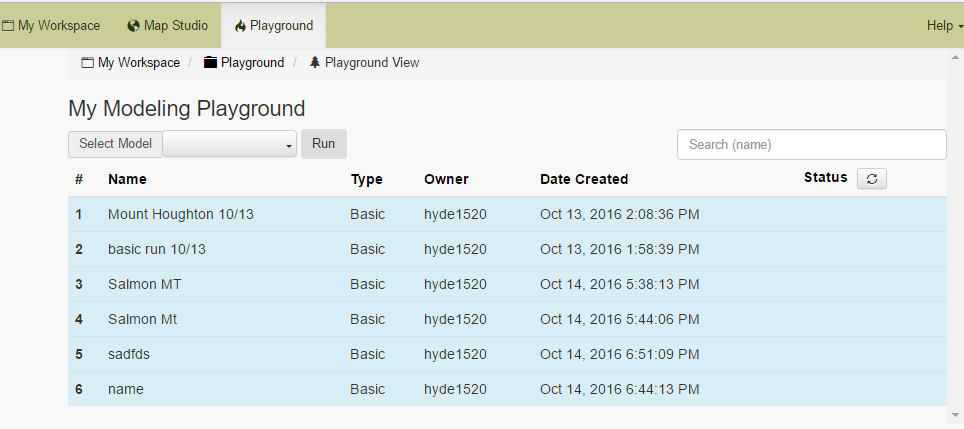 My Workspace Map Studio Playground Help
My Workspace / Playground / Playground View
My Modeling Playground
Select Model Run Search (name)
# Name Type Owner Date Created Status
1 Mount Houghton 10/13 Basic hyde1520 Oct 13, 2016 2:08:36 PM
2 basic run 10/13 Basic hyde1520 Oct 13, 2016 1:58:39 PM
3 Salmon MT Basic hyde1520 Oct 14, 2016 5:38:13 PM
4 Salmon Mt Basic hyde1520 Oct 14, 2016 5:44:06 PM
5 sadfds Basic hyde1520 Oct 14, 2016 6:51:09 PM
6 name Basic hyde1520 Oct 14, 2016 6:44:13 PM